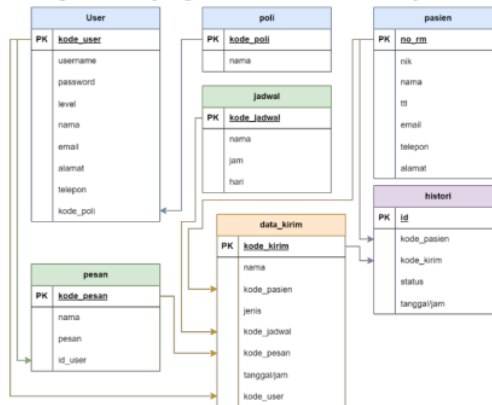 User
PK kode_user
username
password
level
nama
email
alamat
telepon
kode_poli
poli
PK kode_poli
nama
jadwal
PK kode_jadwal
nama
jam
hari
pasien
PK no_rm
nik
nama
ttl
email
telepon
alamat
histori
PK id
kode_pasien
kode_kirim
status
tanggal/jam
data_kirim
PK kode_kirim
nama
kode_pasien
jenis
kode_jadwal
kode_pesan
tanggal/jam
kode_user
pesan
PK kode_pesan
nama
pesan
id_user